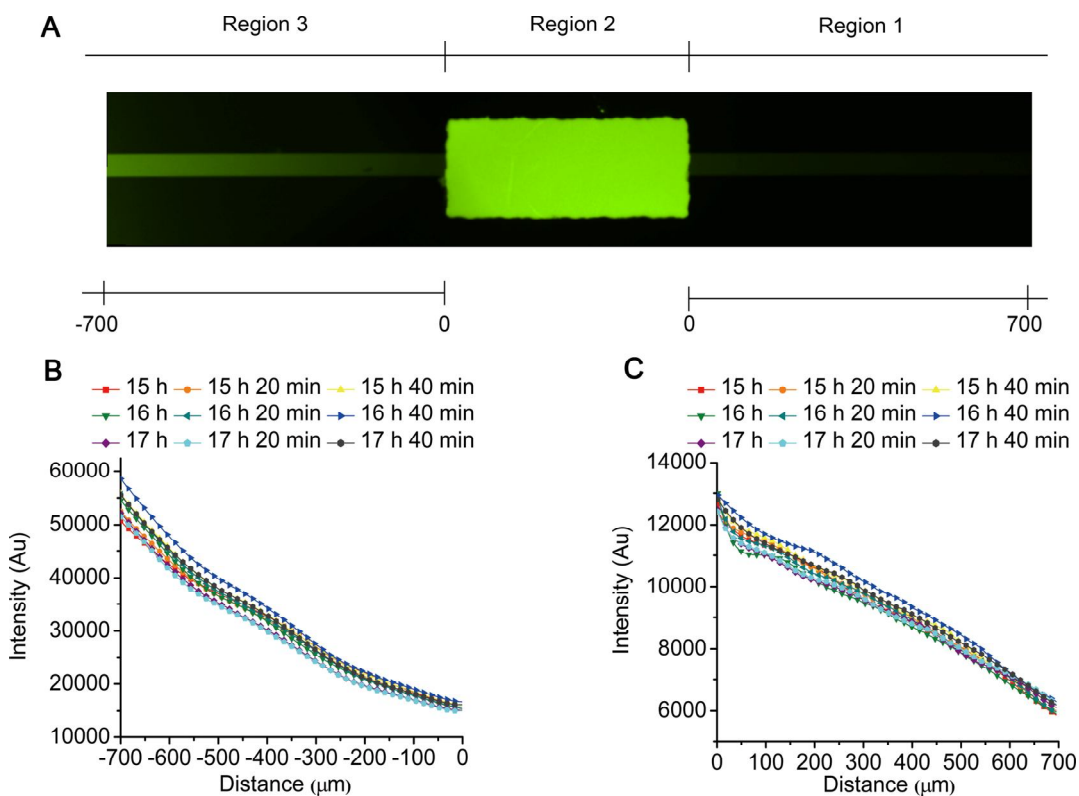 A
Region 3 Region 2 Region 1
-700 0 0 700
B
15 h 15 h 20 min 15 h 40 min
16 h 16 h 20 min 16 h 40 min
17 h 17 h 20 min 17 h 40 min
60000
50000
40000
30000
20000
10000
Intensity (Au)
-700 -600 -500 -400 -300 -200 -100 0
Distance (μm)
C
15 h 15 h 20 min 15 h 40 min
16 h 16 h 20 min 16 h 40 min
17 h 17 h 20 min 17 h 40 min
14000
12000
10000
8000
6000
Intensity (Au)
0 100 200 300 400 500 600 700
Distance (μm)